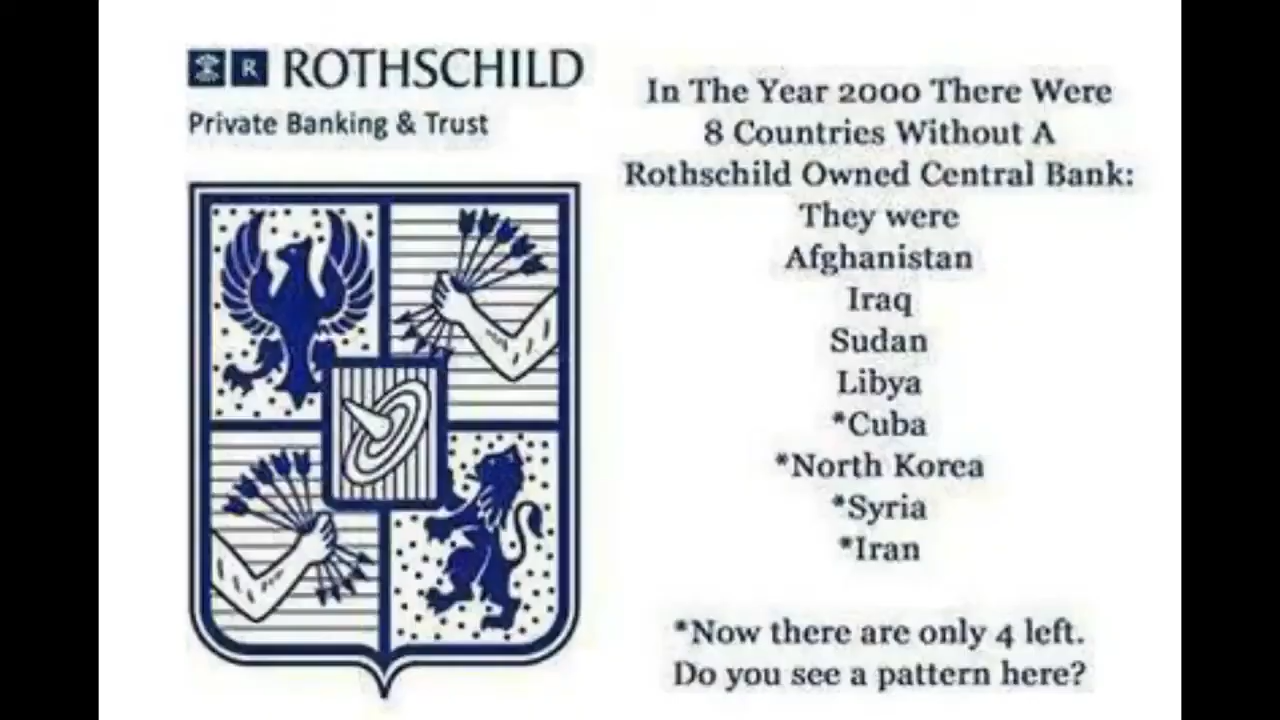 R ROTHSCHILD
Private Banking & Trust
In The Year 2000 There Were
8 Countries Without A
Rothschild Owned Central Bank:
They were
Afghanistan
Iraq
Sudan
Libya
*Cuba
*North Korea
*Syria
*Iran
*Now there are only 4 left.
Do you see a pattern here?